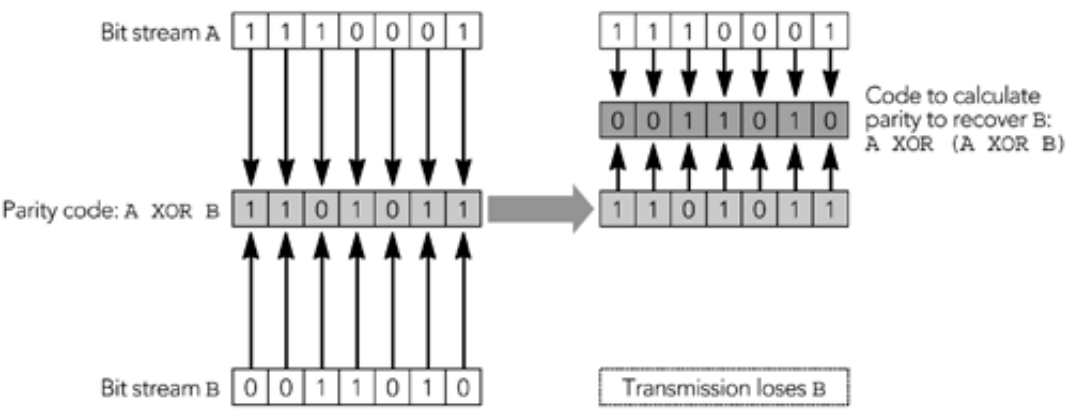 Bit stream A 1 1 1 0 0 0 1
1 1 1 0 0 0 1
Code to calculate
parity to recover B:
A XOR (A XOR B)
0 0 1 1 0 1 0
Parity code: A XOR B 1 1 0 1 0 1 1
1 1 0 1 0 1 1
Bit stream B 0 0 1 1 0 1 0
Transmission loses B